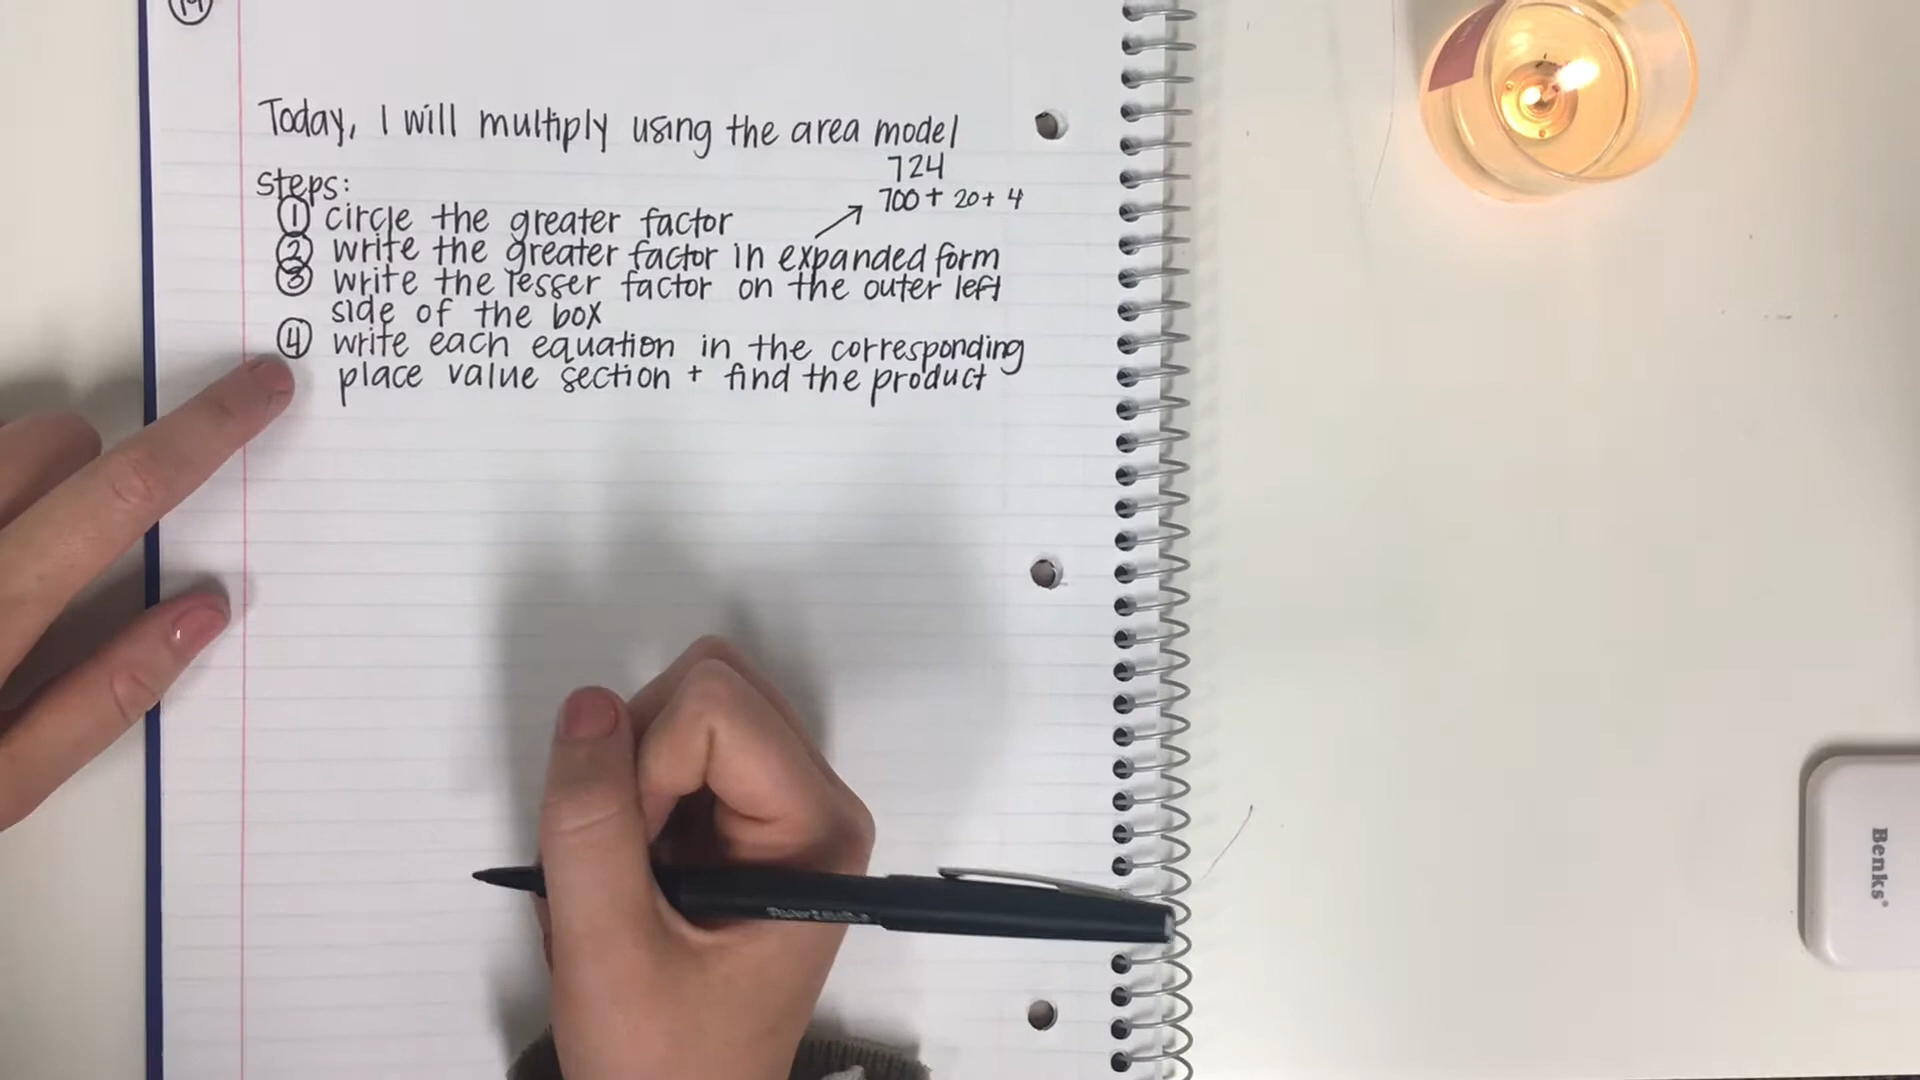 14
Today, I will multiply using the area model
724
steps:
700 + 20 + 4
1 circle the greater factor
2 write the greater factor in expanded form
3 write the lesser factor on the outer left
side of the box
4 write each equation in the corresponding
place value section + find the product
Benks®